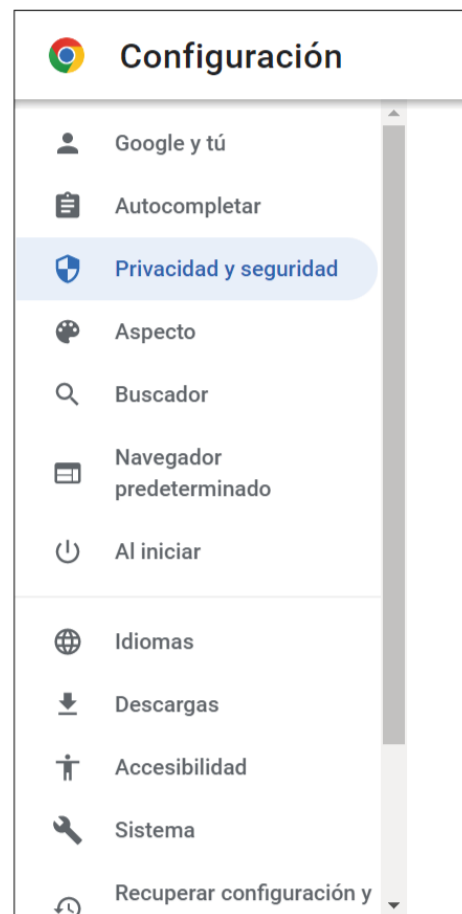 Configuración
Google y tú
Autocompletar
Privacidad y seguridad
Aspecto
Buscador
Navegador
predeterminado
Al iniciar
Idiomas
Descargas
Accesibilidad
Sistema
Recuperar configuración y